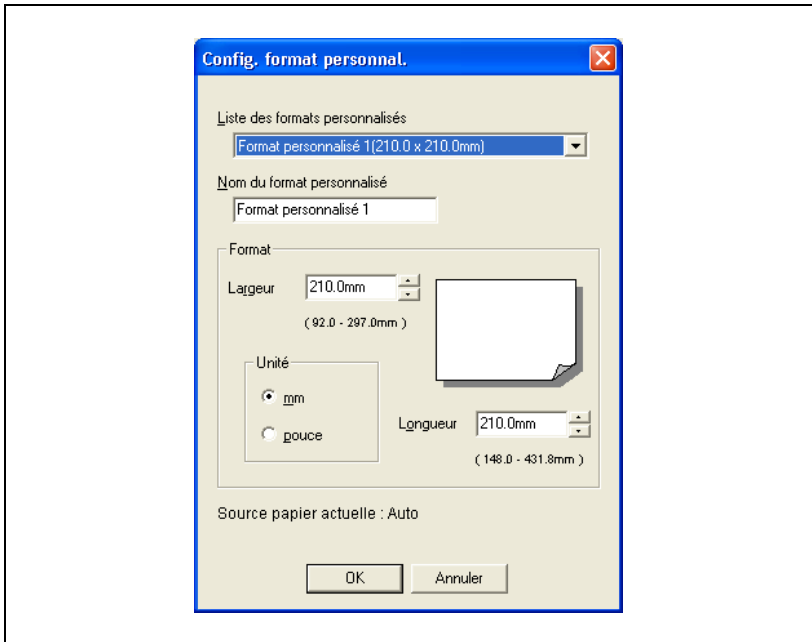 Config. format personnal.
Liste des formats personnalisés
Format personnalisé 1(210.0 x 210.0mm)
Nom du format personnalisé
Format personnalisé 1
Format
Largeur 210.0mm
( 92.0 - 297.0mm )
Unité
mm
pouce
Longueur 210.0mm
( 148.0 - 431.8mm )
Source papier actuelle : Auto
OK Annuler